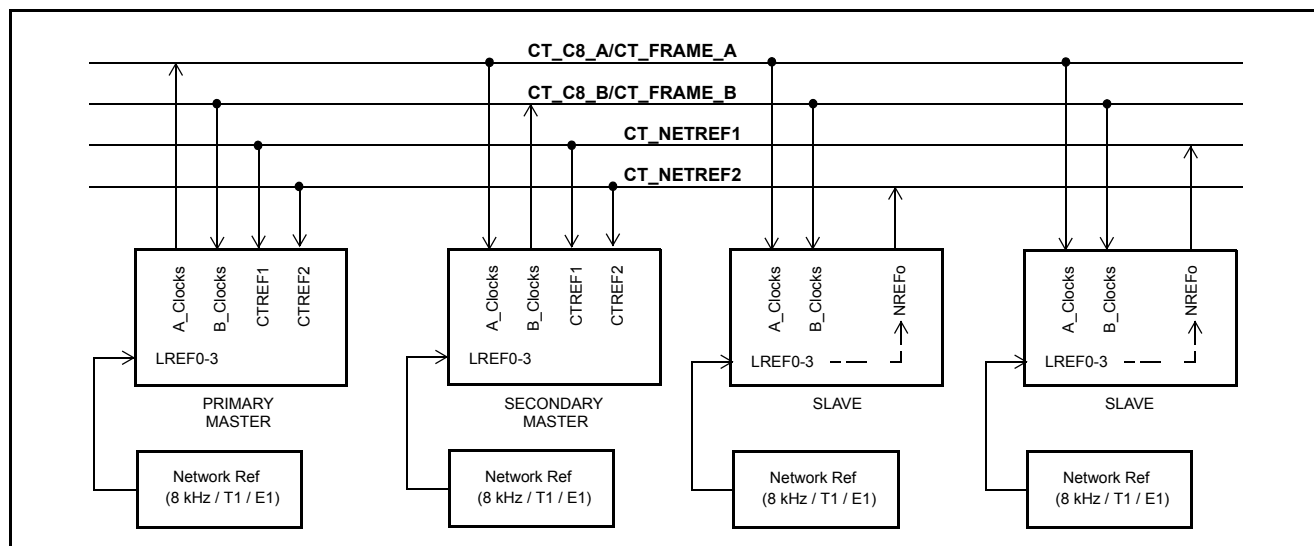 CT_C8_A/CT_FRAME_A
CT_C8_B/CT_FRAME_B
CT_NETREF1
CT_NETREF2
A_Clocks
B_Clocks
CTREF1
CTREF2
LREF0-3
PRIMARY
MASTER
Network Ref
(8 kHz / T1 / E1)
A_Clocks
B_Clocks
CTREF1
CTREF2
LREF0-3
SECONDARY
MASTER
Network Ref
(8 kHz / T1 / E1)
A_Clocks
B_Clocks
NREFo
LREF0-3
SLAVE
Network Ref
(8 kHz / T1 / E1)
A_Clocks
B_Clocks
NREFo
LREF0-3
SLAVE
Network Ref
(8 kHz / T1 / E1)